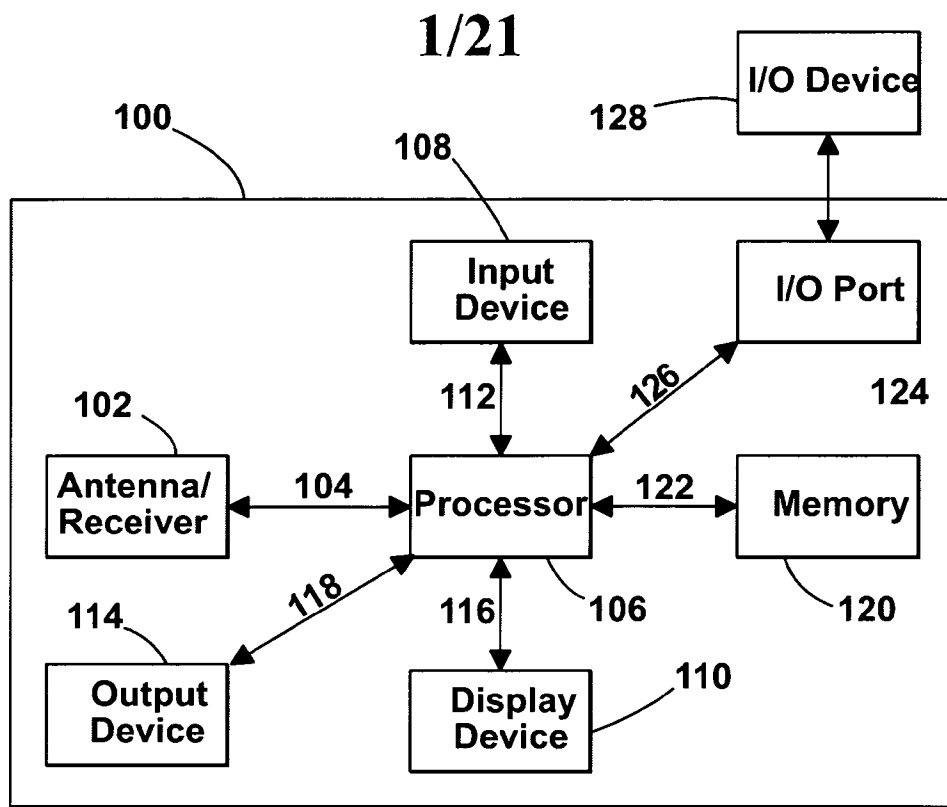 1/21
I/O Device
128
100
108
Input
Device
I/O Port
112
126
124
102
Antenna/
Receiver
104
Processor
122
Memory
118
116
106
120
114
Output
Device
Display
Device
110